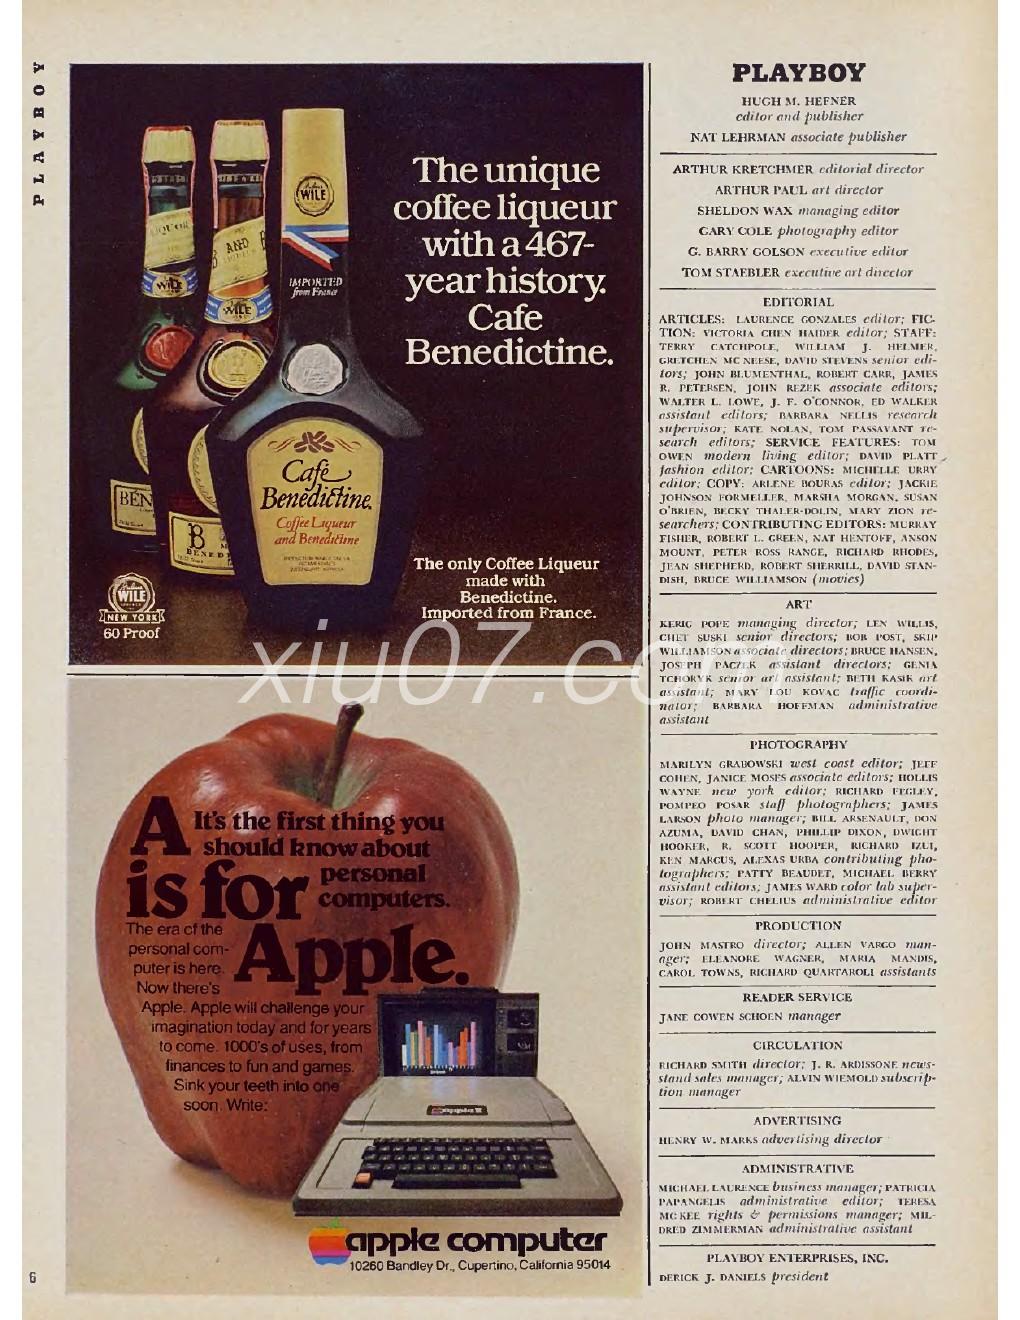 PLAYBOY
The unique
coffee liqueur
with a 467-
year history.
Cafe
Benedictine.
WILE
IMPORTED
from France
LIQUOR
AND B
WILE
WILE
BEN
B
BENED
Café
Bénédictine
Coffee Liqueur
and Benedictine
The only Coffee Liqueur
made with
Benedictine.
Imported from France.
WILE
NEW YORK
60 Proof
xiu07.com
A It's the first thing you
should know about
is for personal
computers.
Apple.
The era of the
personal com-
puter is here.
Now there's
Apple. Apple will challenge your
imagination today and for years
to come. 1000's of uses, from
finances to fun and games.
Sink your teeth into one
soon. Write:
apple computer
10260 Bandley Dr., Cupertino, California 95014
6
PLAYBOY
HUGH M. HEFNER
editor and publisher
NAT LEHRMAN associate publisher
ARTHUR KRETCHMER editorial director
ARTHUR PAUL art director
SHELDON WAX managing editor
GARY COLE photography editor
G. BARRY GOLSON executive editor
TOM STAEBLER executive art director
EDITORIAL
ARTICLES: LAURENCE GONZALES editor; FIC-
TION: VICTORIA CHEN HAIDER editor; STAFF:
TERRY CATCHPOLE, WILLIAM J. HELMER,
GRETCHEN MC NEESE, DAVID STEVENS senior edi-
tors; JOHN BLUMENTHAL, ROBERT CARR, JAMES
R. PETERSEN, JOHN REZEK associate editors;
WALTER L. LOWE, J. F. O'CONNOR, ED WALKER
assistant editors; BARBARA NELLIS research
supervisor; KATE NOLAN, TOM PASSAVANT re-
search editors; SERVICE FEATURES: TOM
OWEN modern living editor; DAVID PLATT
fashion editor; CARTOONS: MICHELLE URRY
editor; COPY: ARLENE BOURAS editor; JACKIE
JOHNSON FORMELLER, MARSHA MORGAN, SUSAN
O'BRIEN, BECKY THALER-DOLIN, MARY ZION re-
searchers; CONTRIBUTING EDITORS: MURRAY
FISHER, ROBERT L. GREEN, NAT HENTOFF, ANSON
MOUNT, PETER ROSS RANGE, RICHARD RHODES,
JEAN SHEPHERD, ROBERT SHERRILL, DAVID STAN-
DISH, BRUCE WILLIAMSON (movies)
ART
KERIG POPE managing director; LEN WILLIS,
CHET SUSKI senior directors; BOB POST, SKIP
WILLIAMSON associate directors; BRUCE HANSEN,
JOSEPH PACZEK assistant directors; GENIA
TCHORYK senior art assistant; BETH KASIK art
assistant; MARY LOU KOVAC traffic coordi-
nator; BARBARA HOFFMAN administrative
assistant
PHOTOGRAPHY
MARILYN GRABOWSKI west coast editor; JEFF
COHEN, JANICE MOSES associate editors; HOLLIS
WAYNE new york editor; RICHARD FEGLEY,
POMPEO POSAR staff photographers; JAMES
LARSON photo manager; BILL ARSENAULT, DON
AZUMA, DAVID CHAN, PHILLIP DIXON, DWIGHT
HOOKER, R. SCOTT HOOPER, RICHARD IZUI,
KEN MARCUS, ALEXAS URBA contributing pho-
tographers; PATTY BEAUDET, MICHAEL BERRY
assistant editors; JAMES WARD color lab super-
visor; ROBERT CHELIUS administrative editor
PRODUCTION
JOHN MASTRO director; ALLEN VARGO man-
ager; ELEANORE WAGNER, MARIA MANDIS,
CAROL TOWNS, RICHARD QUARTAROLI assistants
READER SERVICE
JANE COWEN SCHOEN manager
CIRCULATION
RICHARD SMITH director; J. R. ARDISSONE news-
stand sales manager; ALVIN WIEMOLD subscrip-
tion manager
ADVERTISING
HENRY W. MARKS advertising director
ADMINISTRATIVE
MICHAEL LAURENCE business manager; PATRICIA
PAPANGELIS administrative editor; TERESA
MC KEE rights & permissions manager; MIL-
DRED ZIMMERMAN administrative assistant
PLAYBOY ENTERPRISES, INC.
DERICK J. DANIELS president